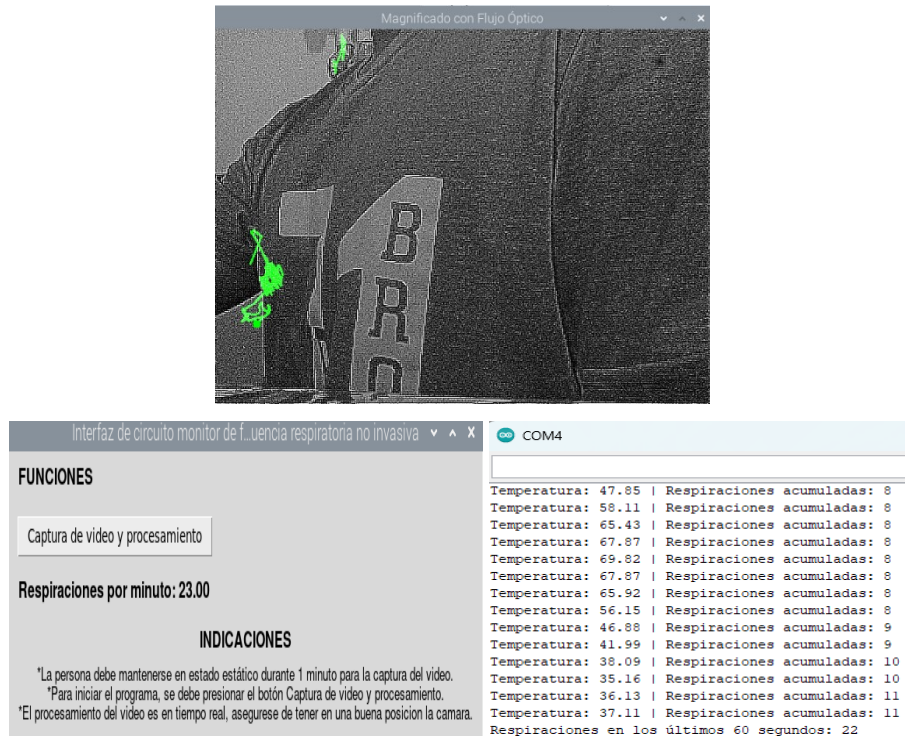 Magnificado con Flujo Óptico
B
R
O
Interfaz de circuito monitor de f...uencia respiratoria no invasiva
FUNCIONES
Captura de video y procesamiento
Respiraciones por minuto: 23.00
INDICACIONES
*La persona debe mantenerse en estado estático durante 1 minuto para la captura del video.
*Para iniciar el programa, se debe presionar el botón Captura de video y procesamiento.
*El procesamiento del video es en tiempo real, asegurese de tener en una buena posicion la camara.
COM4
Temperatura: 47.85 | Respiraciones acumuladas: 8
Temperatura: 58.11 | Respiraciones acumuladas: 8
Temperatura: 65.43 | Respiraciones acumuladas: 8
Temperatura: 67.87 | Respiraciones acumuladas: 8
Temperatura: 69.82 | Respiraciones acumuladas: 8
Temperatura: 67.87 | Respiraciones acumuladas: 8
Temperatura: 65.92 | Respiraciones acumuladas: 8
Temperatura: 56.15 | Respiraciones acumuladas: 8
Temperatura: 46.88 | Respiraciones acumuladas: 9
Temperatura: 41.99 | Respiraciones acumuladas: 9
Temperatura: 38.09 | Respiraciones acumuladas: 10
Temperatura: 35.16 | Respiraciones acumuladas: 10
Temperatura: 36.13 | Respiraciones acumuladas: 11
Temperatura: 37.11 | Respiraciones acumuladas: 11
Respiraciones en los últimos 60 segundos: 22